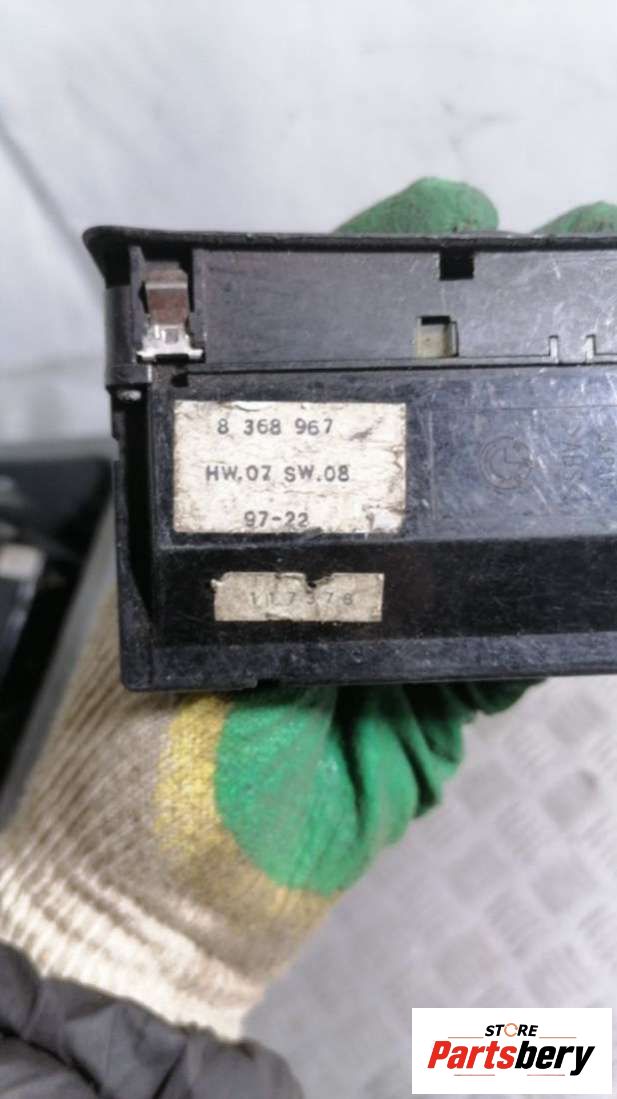 8 368 967
HW.07 SW.08
97-22
117378
STORE
Partsbery